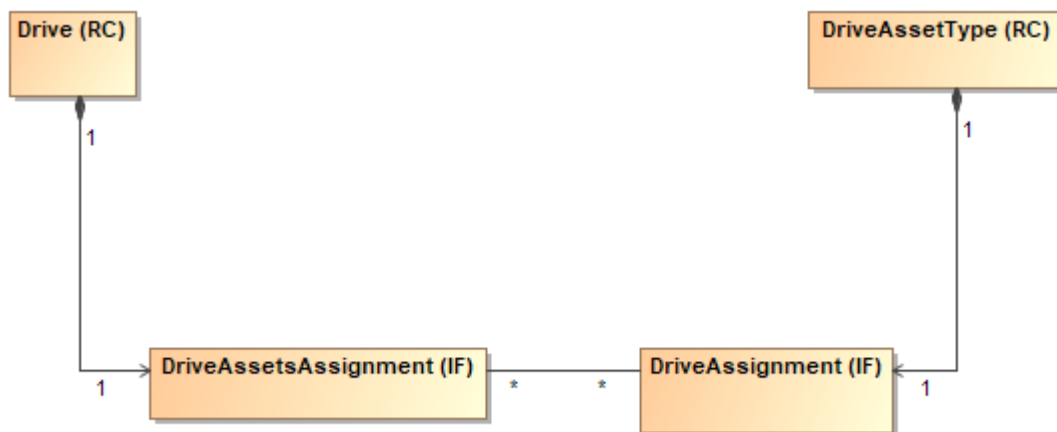 Drive (RC)
DriveAssetType (RC)
1
1
DriveAssetsAssignment (IF)
DriveAssignment (IF)
1
*
*
1